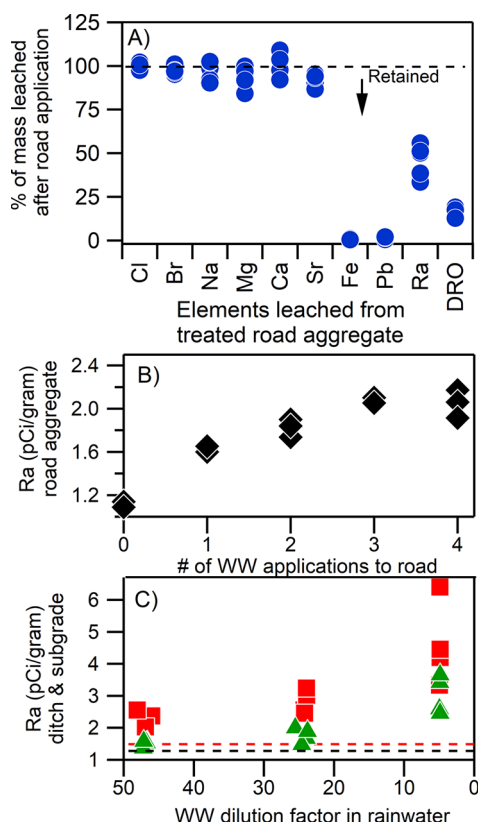 A)
% of mass leached
after road application
125
100
75
50
25
0
Retained
Cl
Br
Na
Mg
Ca
Sr
Fe
Pb
Ra
DRO
Elements leached from
treated road aggregate
B)
Ra (pCi/gram)
road aggregate
2.4
2.0
1.6
1.2
0
1
2
3
4
# of WW applications to road
C)
Ra (pCi/gram)
ditch & subgrade
6
5
4
3
2
1
50
40
30
20
10
0
WW dilution factor in rainwater